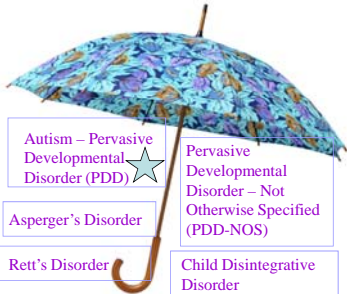 Autism – Pervasive
Developmental
Disorder (PDD)
Asperger's Disorder
Rett's Disorder
Pervasive
Developmental
Disorder – Not
Otherwise Specified
(PDD-NOS)
Child Disintegrative
Disorder